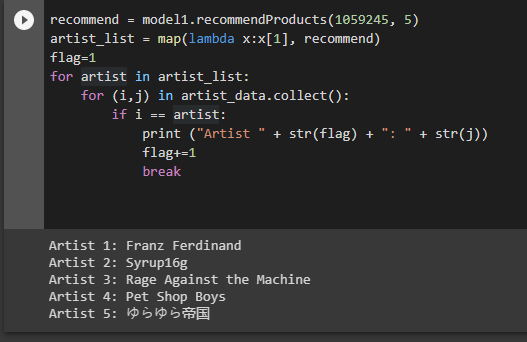 recommend = model1.recommendProducts(1059245, 5)
artist_list = map(lambda x:x[1], recommend)
flag=1
for artist in artist_list:
    for (i,j) in artist_data.collect():
        if i == artist:
            print ("Artist " + str(flag) + ": " + str(j))
            flag+=1
            break
Artist 1: Franz Ferdinand
Artist 2: Syrup16g
Artist 3: Rage Against the Machine
Artist 4: Pet Shop Boys
Artist 5: ゆらゆら帝国